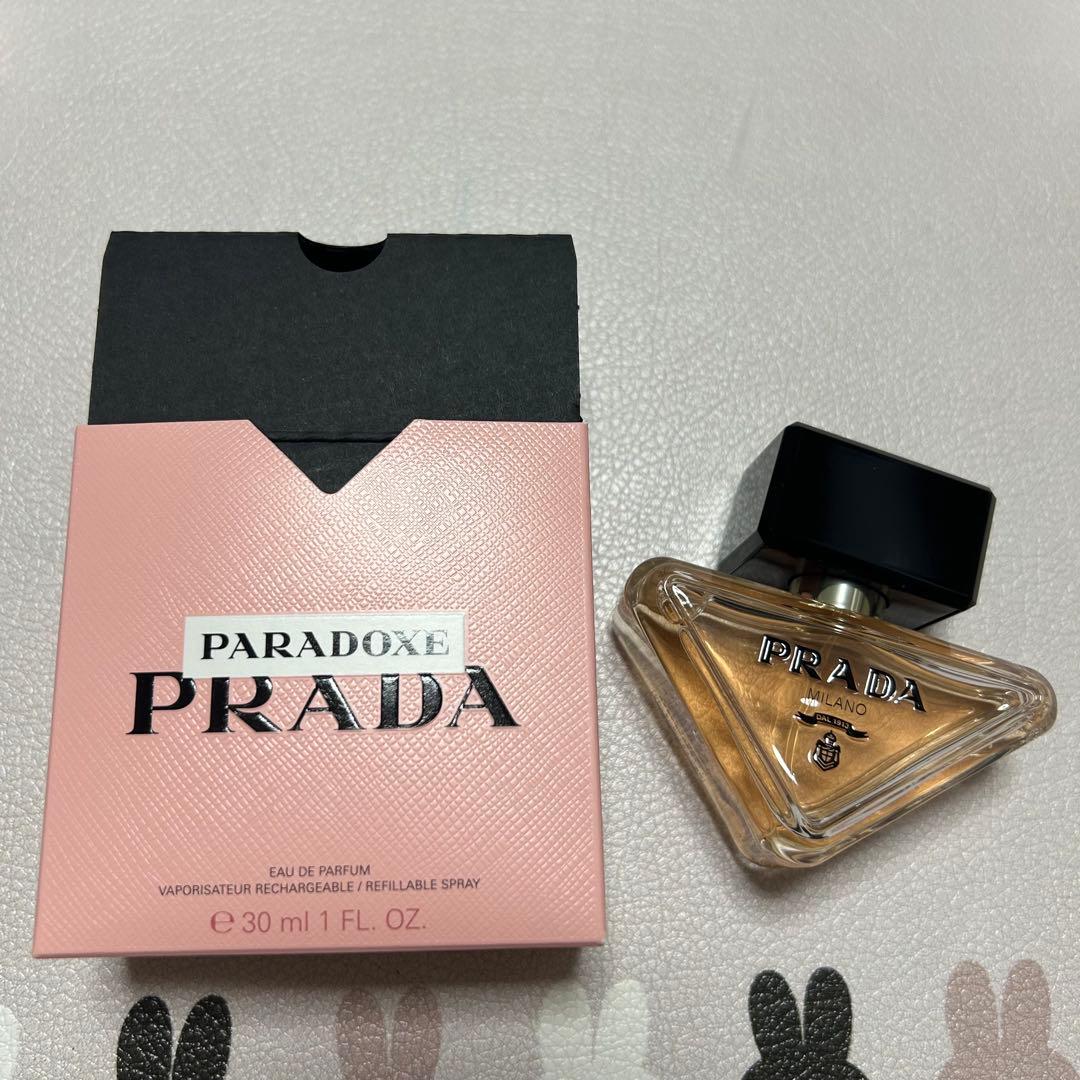 PARADOXE
PRADA
EAU DE PARFUM
VAPORISATEUR RECHARGEABLE / REFILLABLE SPRAY
℮ 30 ml 1 FL. OZ.
PRADA
MILANO
DAL 1913